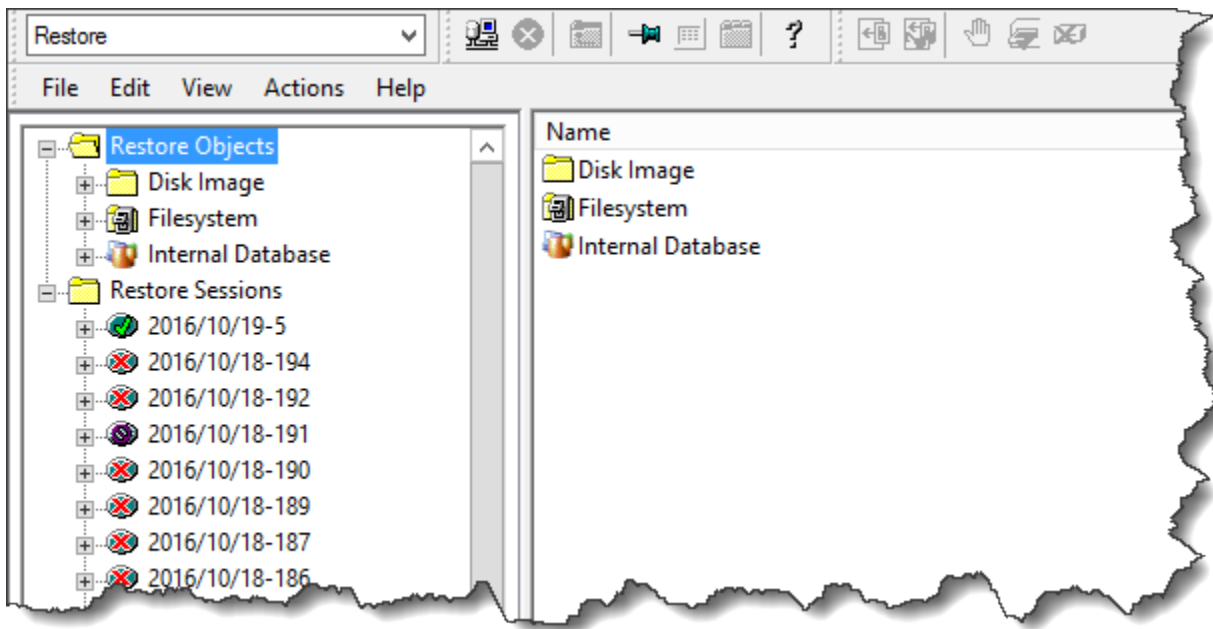 Restore
File Edit View Actions Help
Restore Objects
Disk Image
Filesystem
Internal Database
Restore Sessions
2016/10/19-5
2016/10/18-194
2016/10/18-192
2016/10/18-191
2016/10/18-190
2016/10/18-189
2016/10/18-187
2016/10/18-186
Name
Disk Image
Filesystem
Internal Database